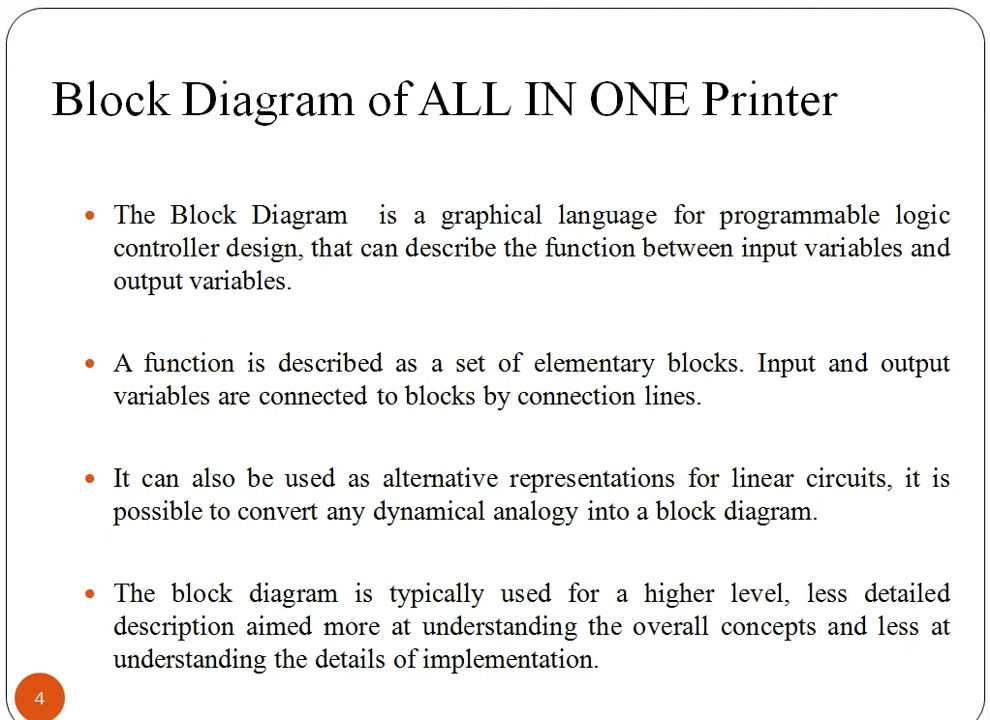 Block Diagram of ALL IN ONE Printer
• The Block Diagram is a graphical language for programmable logic
controller design, that can describe the function between input variables and
output variables.
• A function is described as a set of elementary blocks. Input and output
variables are connected to blocks by connection lines.
• It can also be used as alternative representations for linear circuits, it is
possible to convert any dynamical analogy into a block diagram.
• The block diagram is typically used for a higher level, less detailed
description aimed more at understanding the overall concepts and less at
understanding the details of implementation.
4